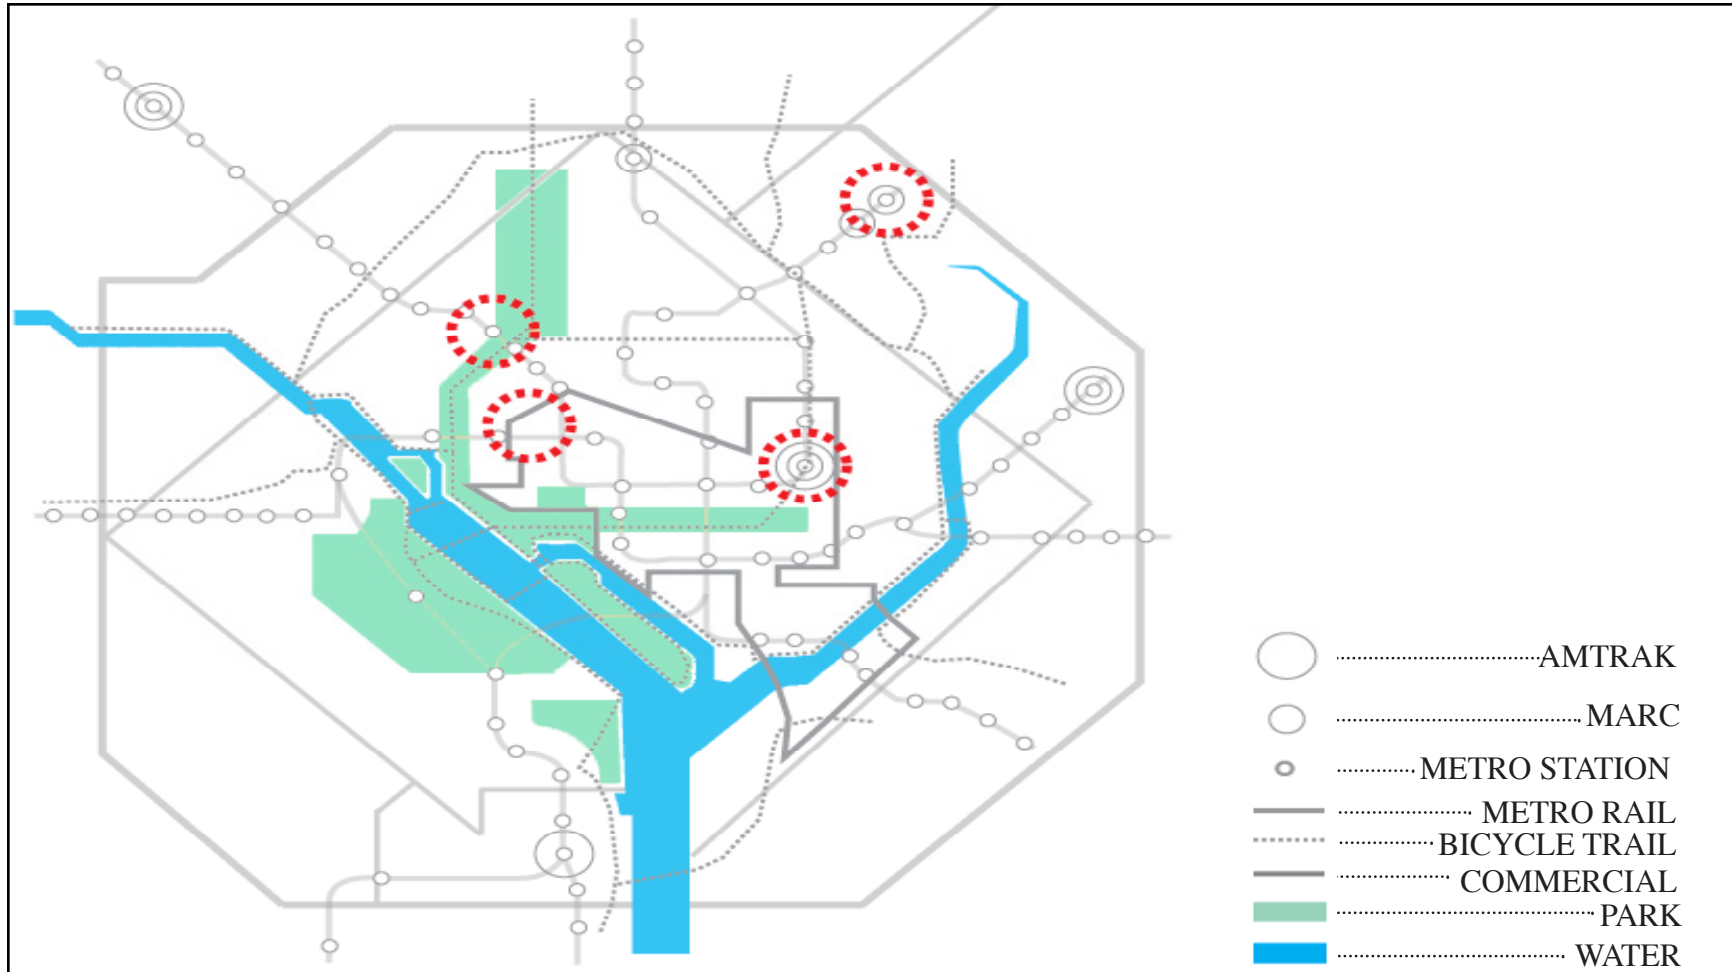 AMTRAK
MARC
METRO STATION
METRO RAIL
BICYCLE TRAIL
COMMERCIAL
PARK
WATER